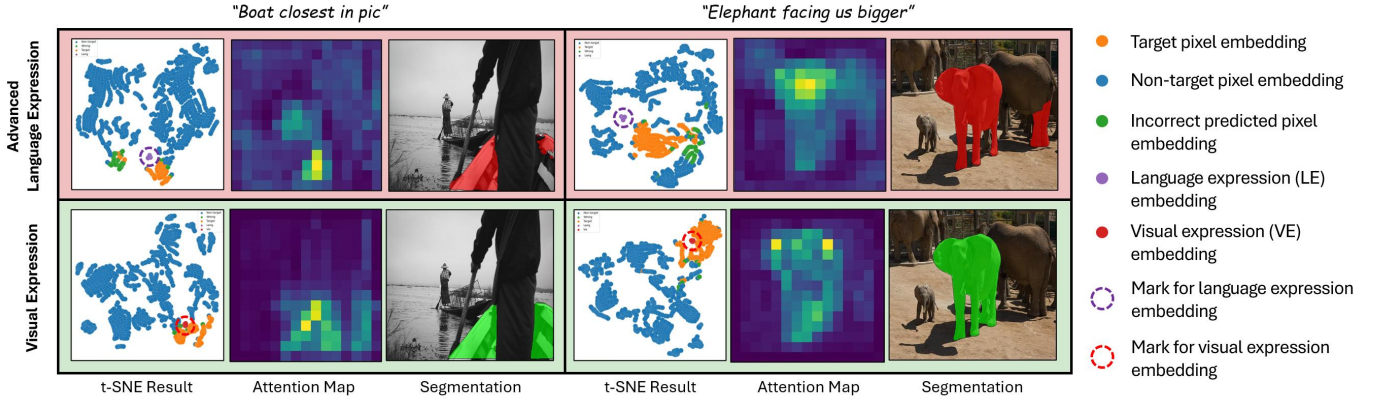 "Boat closest in pic"
"Elephant facing us bigger"
Advanced
Language Expression
Visual Expression
t-SNE Result
Attention Map
Segmentation
t-SNE Result
Attention Map
Segmentation
Target pixel embedding
Non-target pixel embedding
Incorrect predicted pixel
embedding
Language expression (LE)
embedding
Visual expression (VE)
embedding
Mark for language expression
embedding
Mark for visual expression
embedding